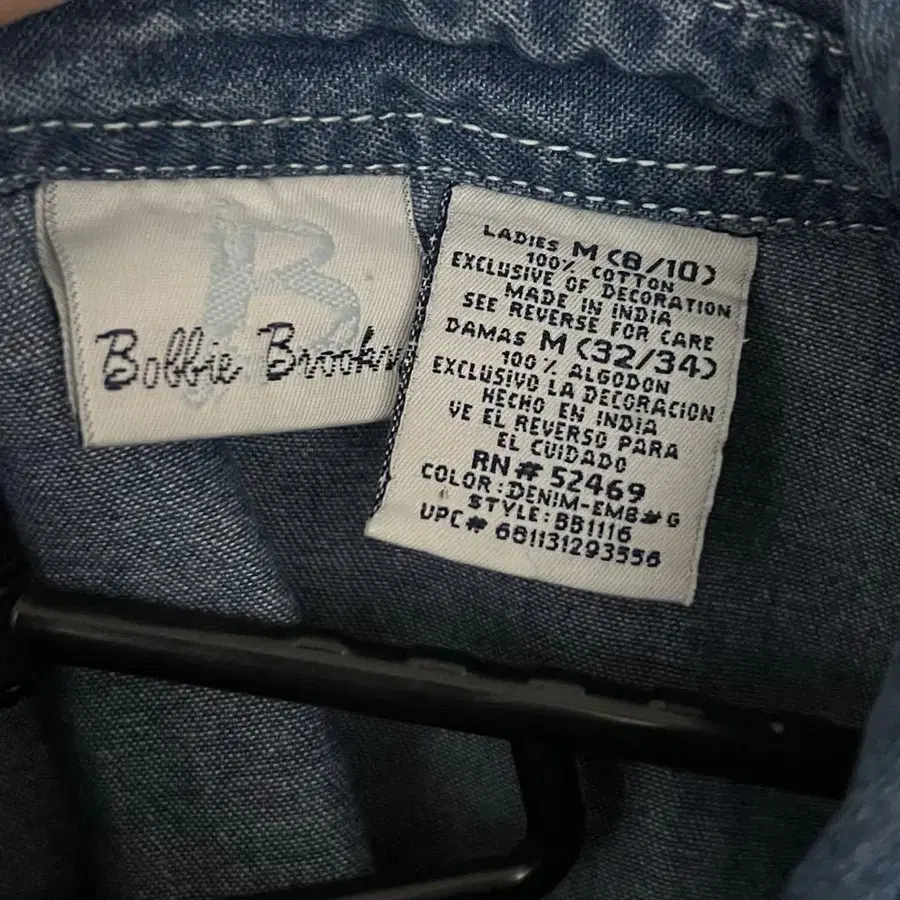 B
Bobbie Brooks
LADIES M (8/10)
100% COTTON
EXCLUSIVE OF DECORATION
MADE IN INDIA
SEE REVERSE FOR CARE
DAMAS M (32/34)
100% ALGODON
EXCLUSIVO LA DECORACION
HECHO EN INDIA
VE EL REVERSO PARA
EL CUIDADO
RN# 52469
COLOR:DENIM-EMB#G
STYLE:BB1116
UPC# 681131293556